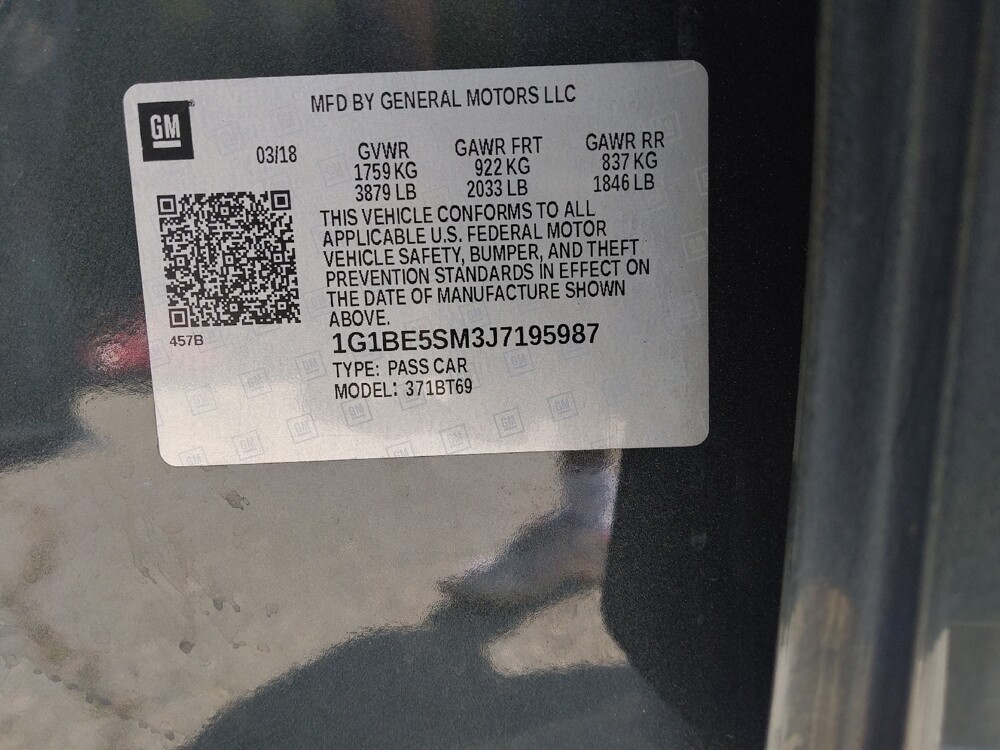 GM
MFD BY GENERAL MOTORS LLC
03/18
GVWR GAWR FRT GAWR RR
1759 KG 922 KG 837 KG
3879 LB 2033 LB 1846 LB
THIS VEHICLE CONFORMS TO ALL
APPLICABLE U.S. FEDERAL MOTOR
VEHICLE SAFETY, BUMPER, AND THEFT
PREVENTION STANDARDS IN EFFECT ON
THE DATE OF MANUFACTURE SHOWN
ABOVE.
457B
1G1BE5SM3J7195987
TYPE: PASS CAR
MODEL: 371BT69